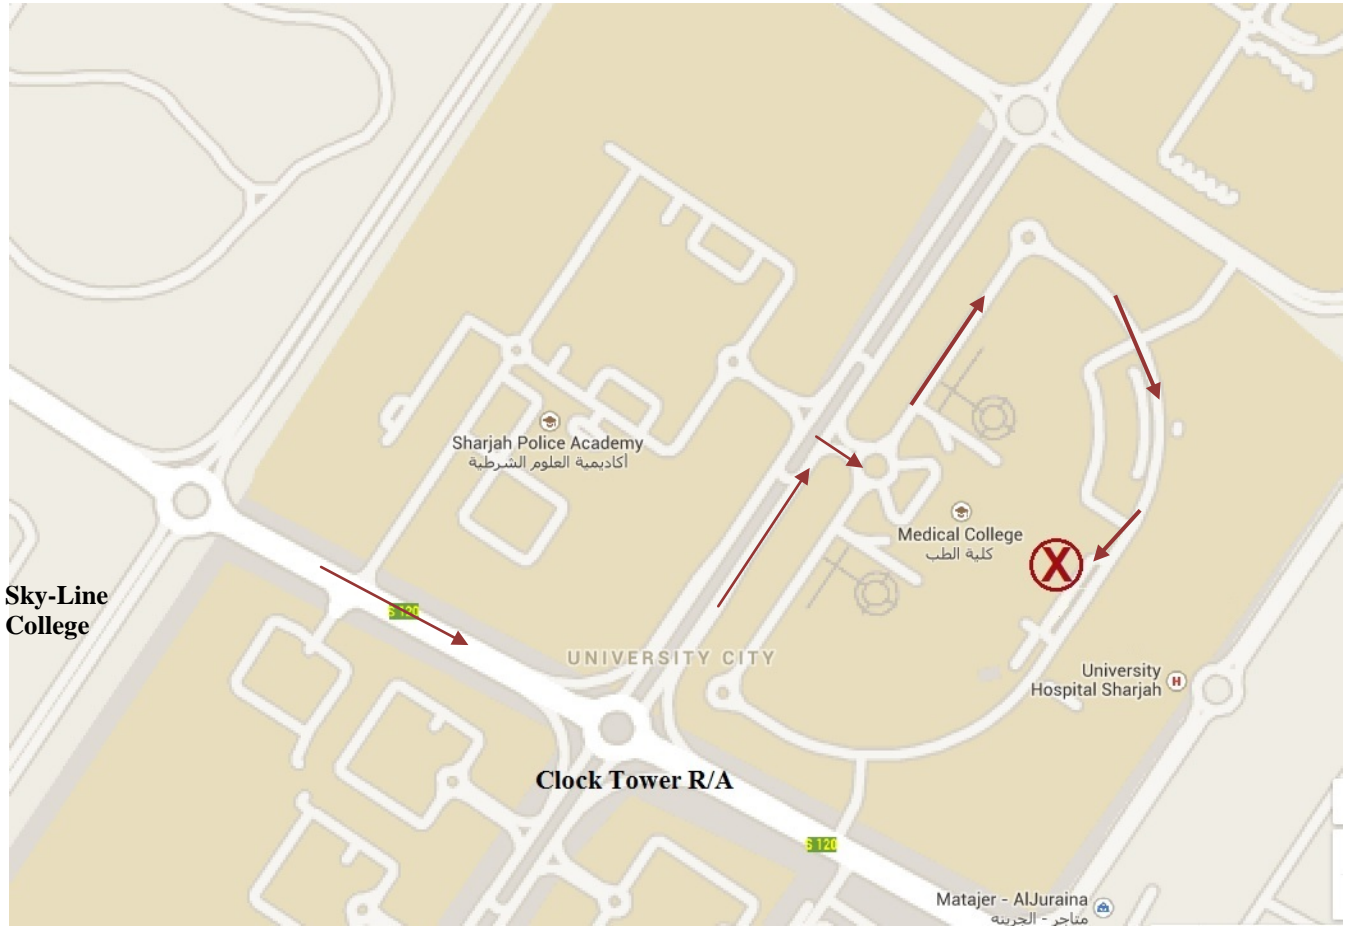 Sharjah Police Academy
أكاديمية العلوم الشرطية
Medical College
كلية الطب
X
Sky-Line
College
S 120
UNIVERSITY CITY
University
Hospital Sharjah
H
Clock Tower R/A
S 120
Matajer - AlJuraina
متاجر - الجرينه